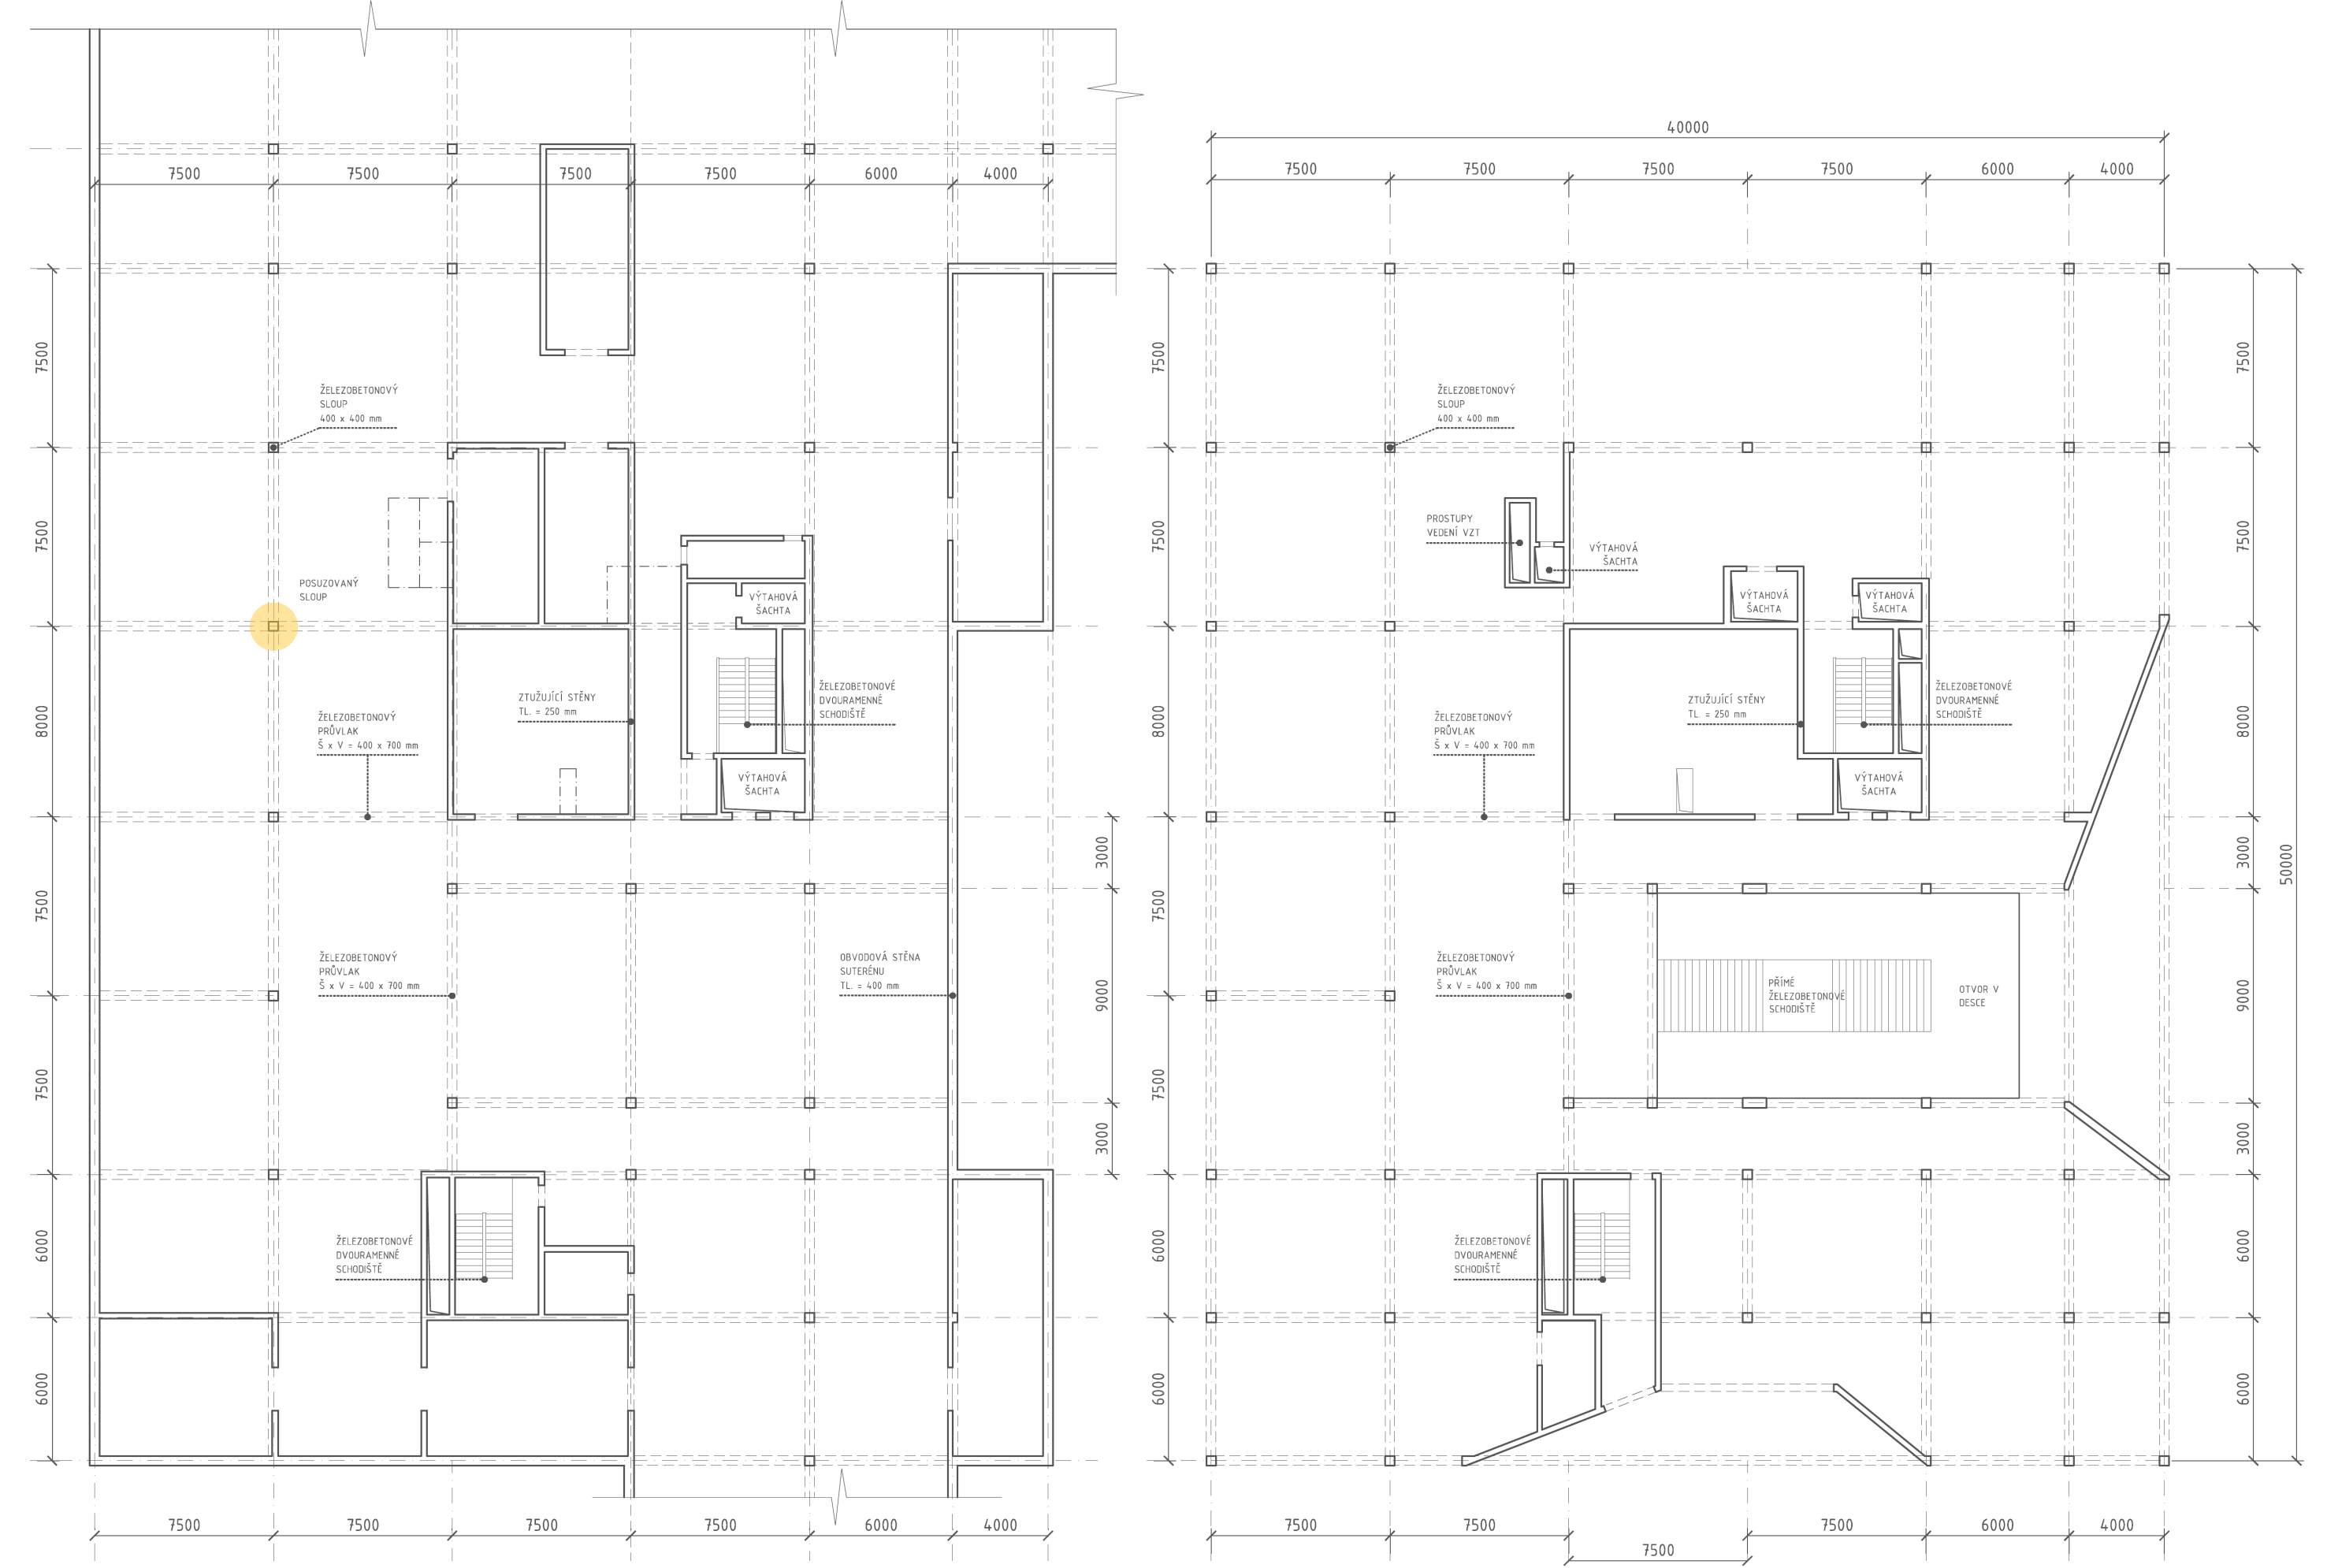 7500
7500
7500
7500
6000
4000
7500
7500
8000
7500
7500
6000
6000
ŽELEZOBETONOVÝ
SLOUP
400 x 400 mm
POSUZOVANÝ
SLOUP
VÝTAHOVÁ
ŠACHTA
ZTUŽUJÍCÍ STĚNY
TL. = 250 mm
ŽELEZOBETONOVÉ
DVOURAMENNÉ
SCHODIŠTĚ
ŽELEZOBETONOVÝ
PRŮVLAK
Š x V = 400 x 700 mm
VÝTAHOVÁ
ŠACHTA
ŽELEZOBETONOVÝ
PRŮVLAK
Š x V = 400 x 700 mm
OBVODOVÁ STĚNA
SUTERÉNU
TL. = 400 mm
ŽELEZOBETONOVÉ
DVOURAMENNÉ
SCHODIŠTĚ
3000
9000
3000
7500
7500
7500
7500
6000
4000
40000
7500
7500
7500
7500
6000
4000
7500
7500
8000
7500
7500
6000
6000
ŽELEZOBETONOVÝ
SLOUP
400 x 400 mm
PROSTUPY
VEDENÍ VZT
VÝTAHOVÁ
ŠACHTA
VÝTAHOVÁ
ŠACHTA
VÝTAHOVÁ
ŠACHTA
ZTUŽUJÍCÍ STĚNY
TL. = 250 mm
ŽELEZOBETONOVÉ
DVOURAMENNÉ
SCHODIŠTĚ
ŽELEZOBETONOVÝ
PRŮVLAK
Š x V = 400 x 700 mm
VÝTAHOVÁ
ŠACHTA
ŽELEZOBETONOVÝ
PRŮVLAK
Š x V = 400 x 700 mm
PŘÍMÉ
ŽELEZOBETONOVÉ
SCHODIŠTĚ
OTVOR V
DESCE
ŽELEZOBETONOVÉ
DVOURAMENNÉ
SCHODIŠTĚ
7500
7500
8000
3000
9000
3000
6000
6000
50000
7500
7500
7500
7500
6000
4000